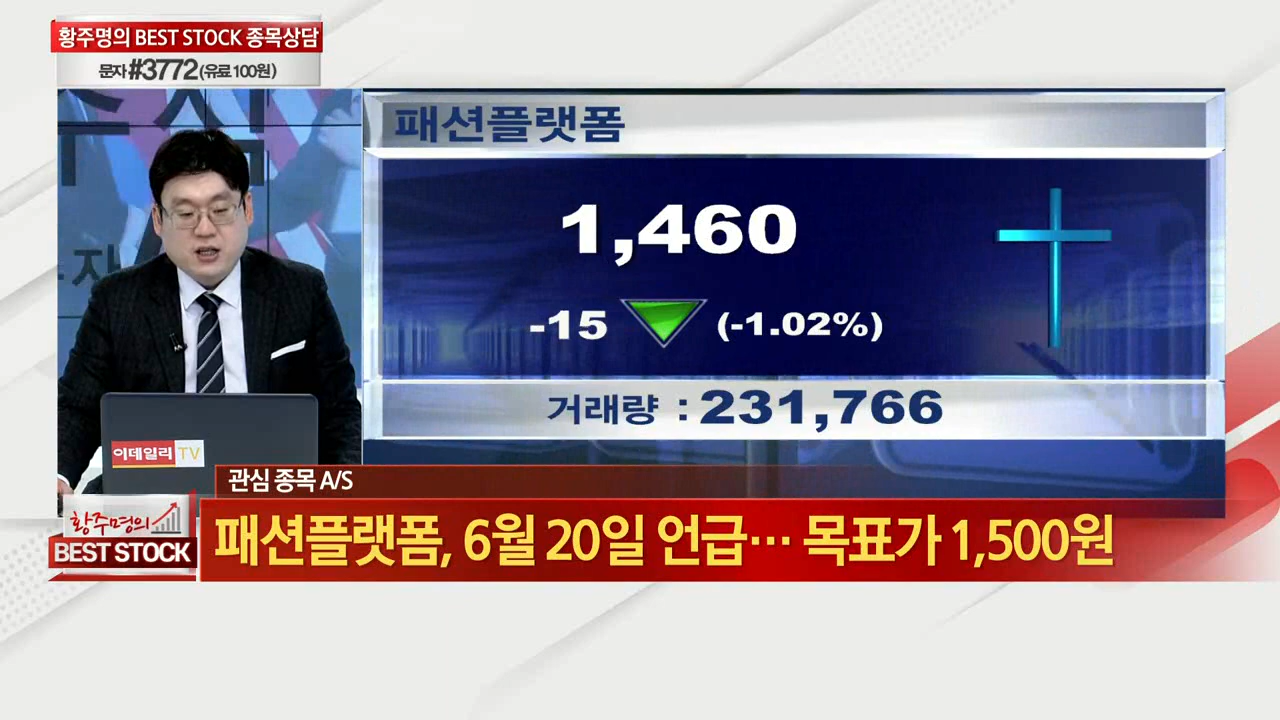 황주명의 BEST STOCK 종목상담
문자 #3772 (유료 100원)
패션플랫폼
1,460
-15 (-1.02%)
거래량 : 231,766
이데일리 TV
관심 종목 A/S
황주명의
BEST STOCK
패션플랫폼, 6월 20일 언급… 목표가 1,500원